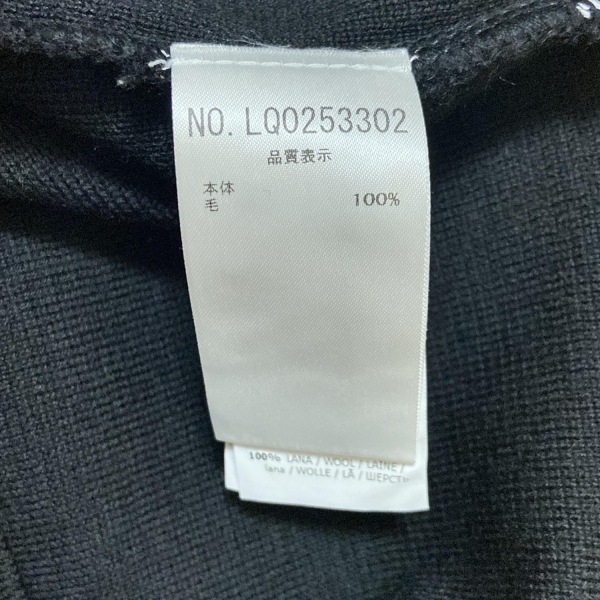 NO. LQ0253302
品質表示
本体
毛 100%
100% LANA / WOOL / LAINE /
lana / WOLLE / LÃ / ШЕРСТЬ